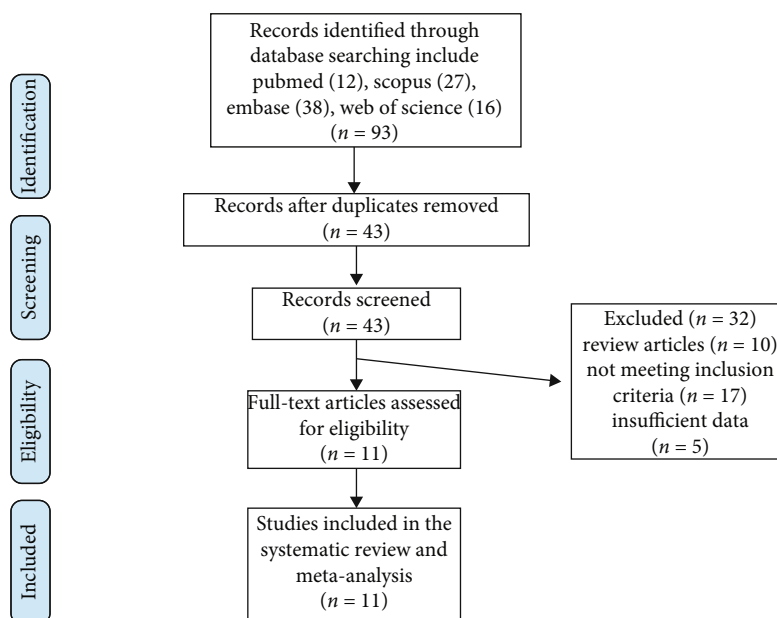 Records identified through
database searching include
pubmed (12), scopus (27),
embase (38), web of science (16)
(n = 93)
Identification
Records after duplicates removed
(n = 43)
Screening
Records screened
(n = 43)
Excluded (n = 32)
review articles (n = 10)
not meeting inclusion
criteria (n = 17)
insufficient data
(n = 5)
Eligibility
Full-text articles assessed
for eligibility
(n = 11)
Included
Studies included in the
systematic review and
meta-analysis
(n = 11)